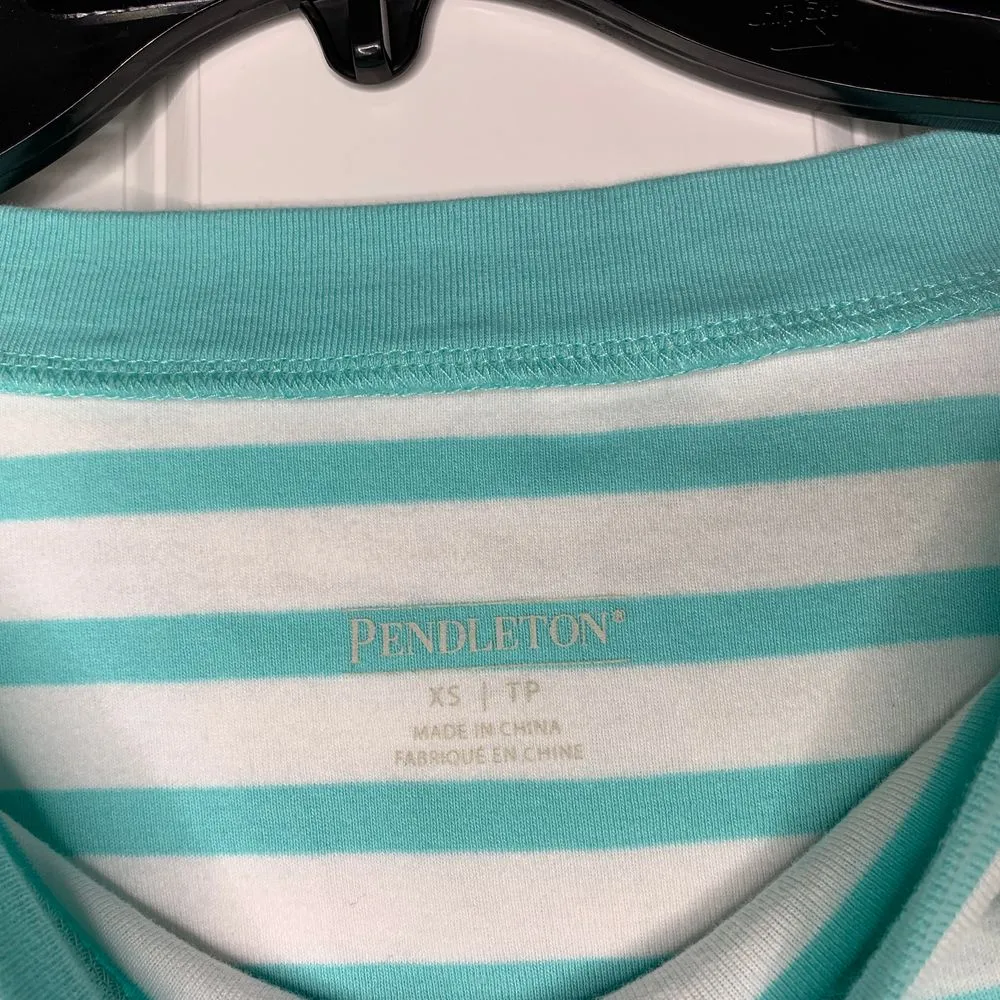 PENDLETON®
XS | TP
MADE IN CHINA
FABRIQUÉ EN CHINE